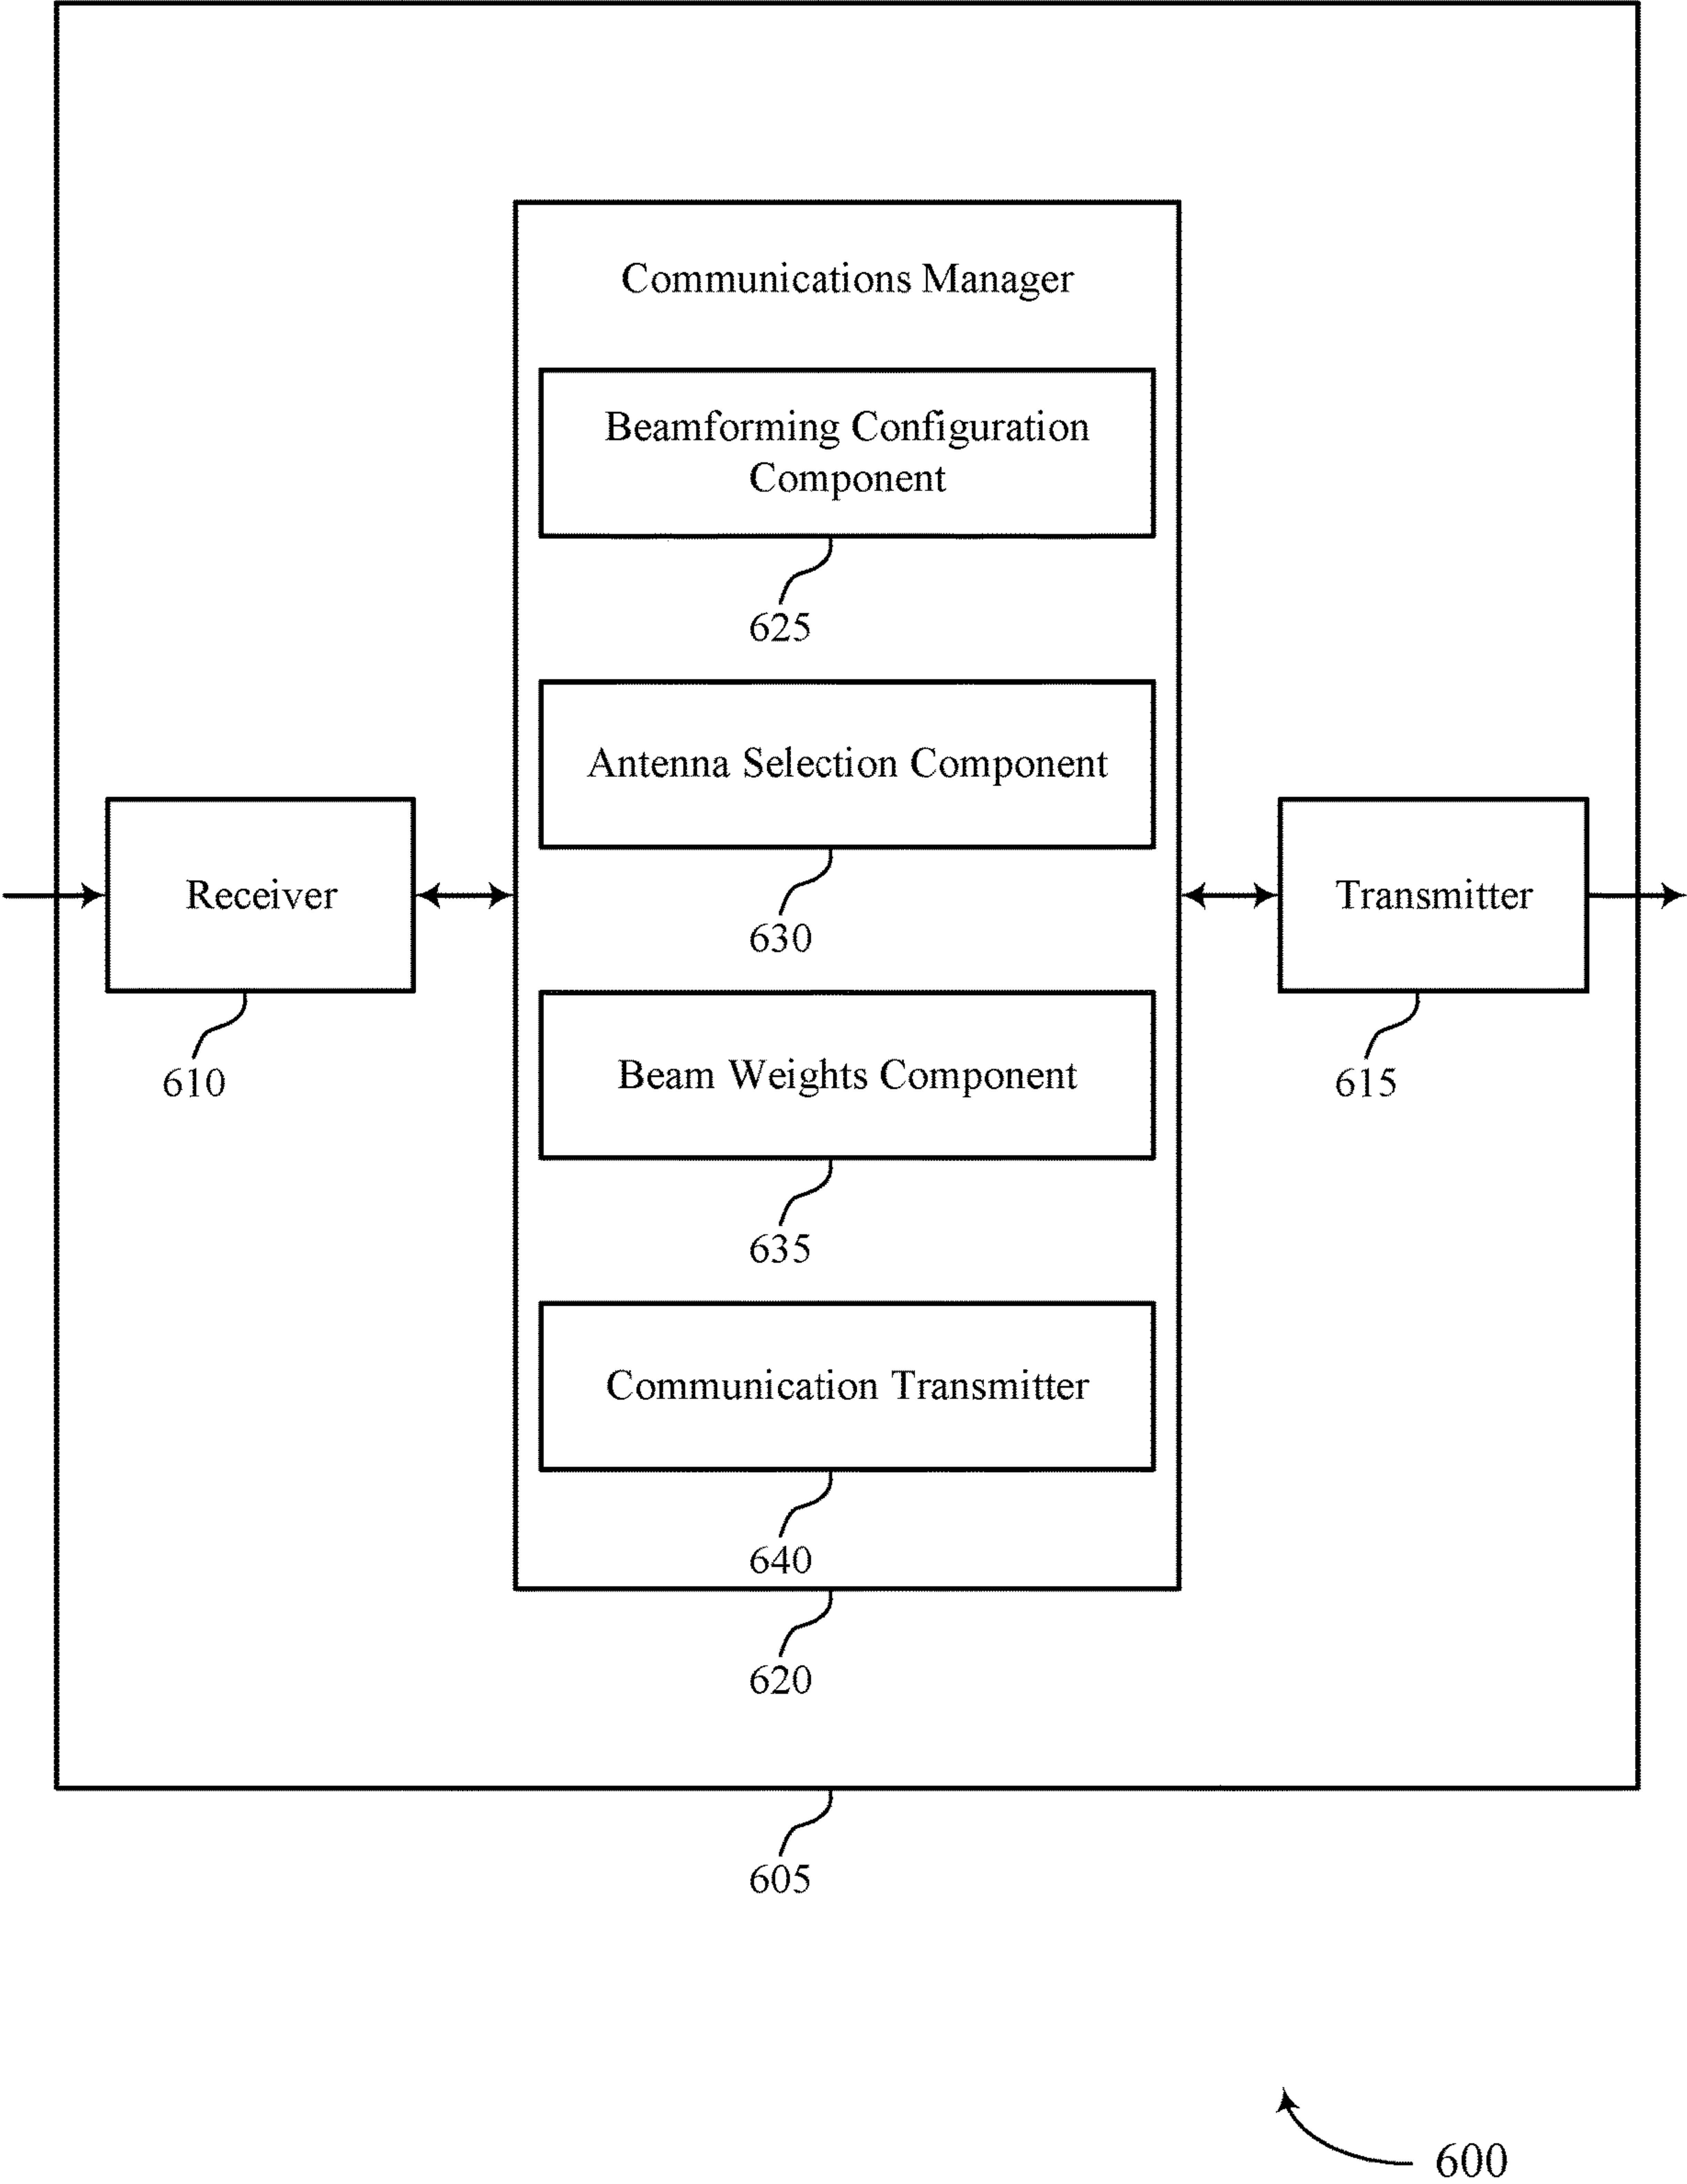 Communications Manager
Beamforming Configuration
Component
625
Antenna Selection Component
630
Receiver
610
Transmitter
615
Beam Weights Component
635
Communication Transmitter
640
620
605
600